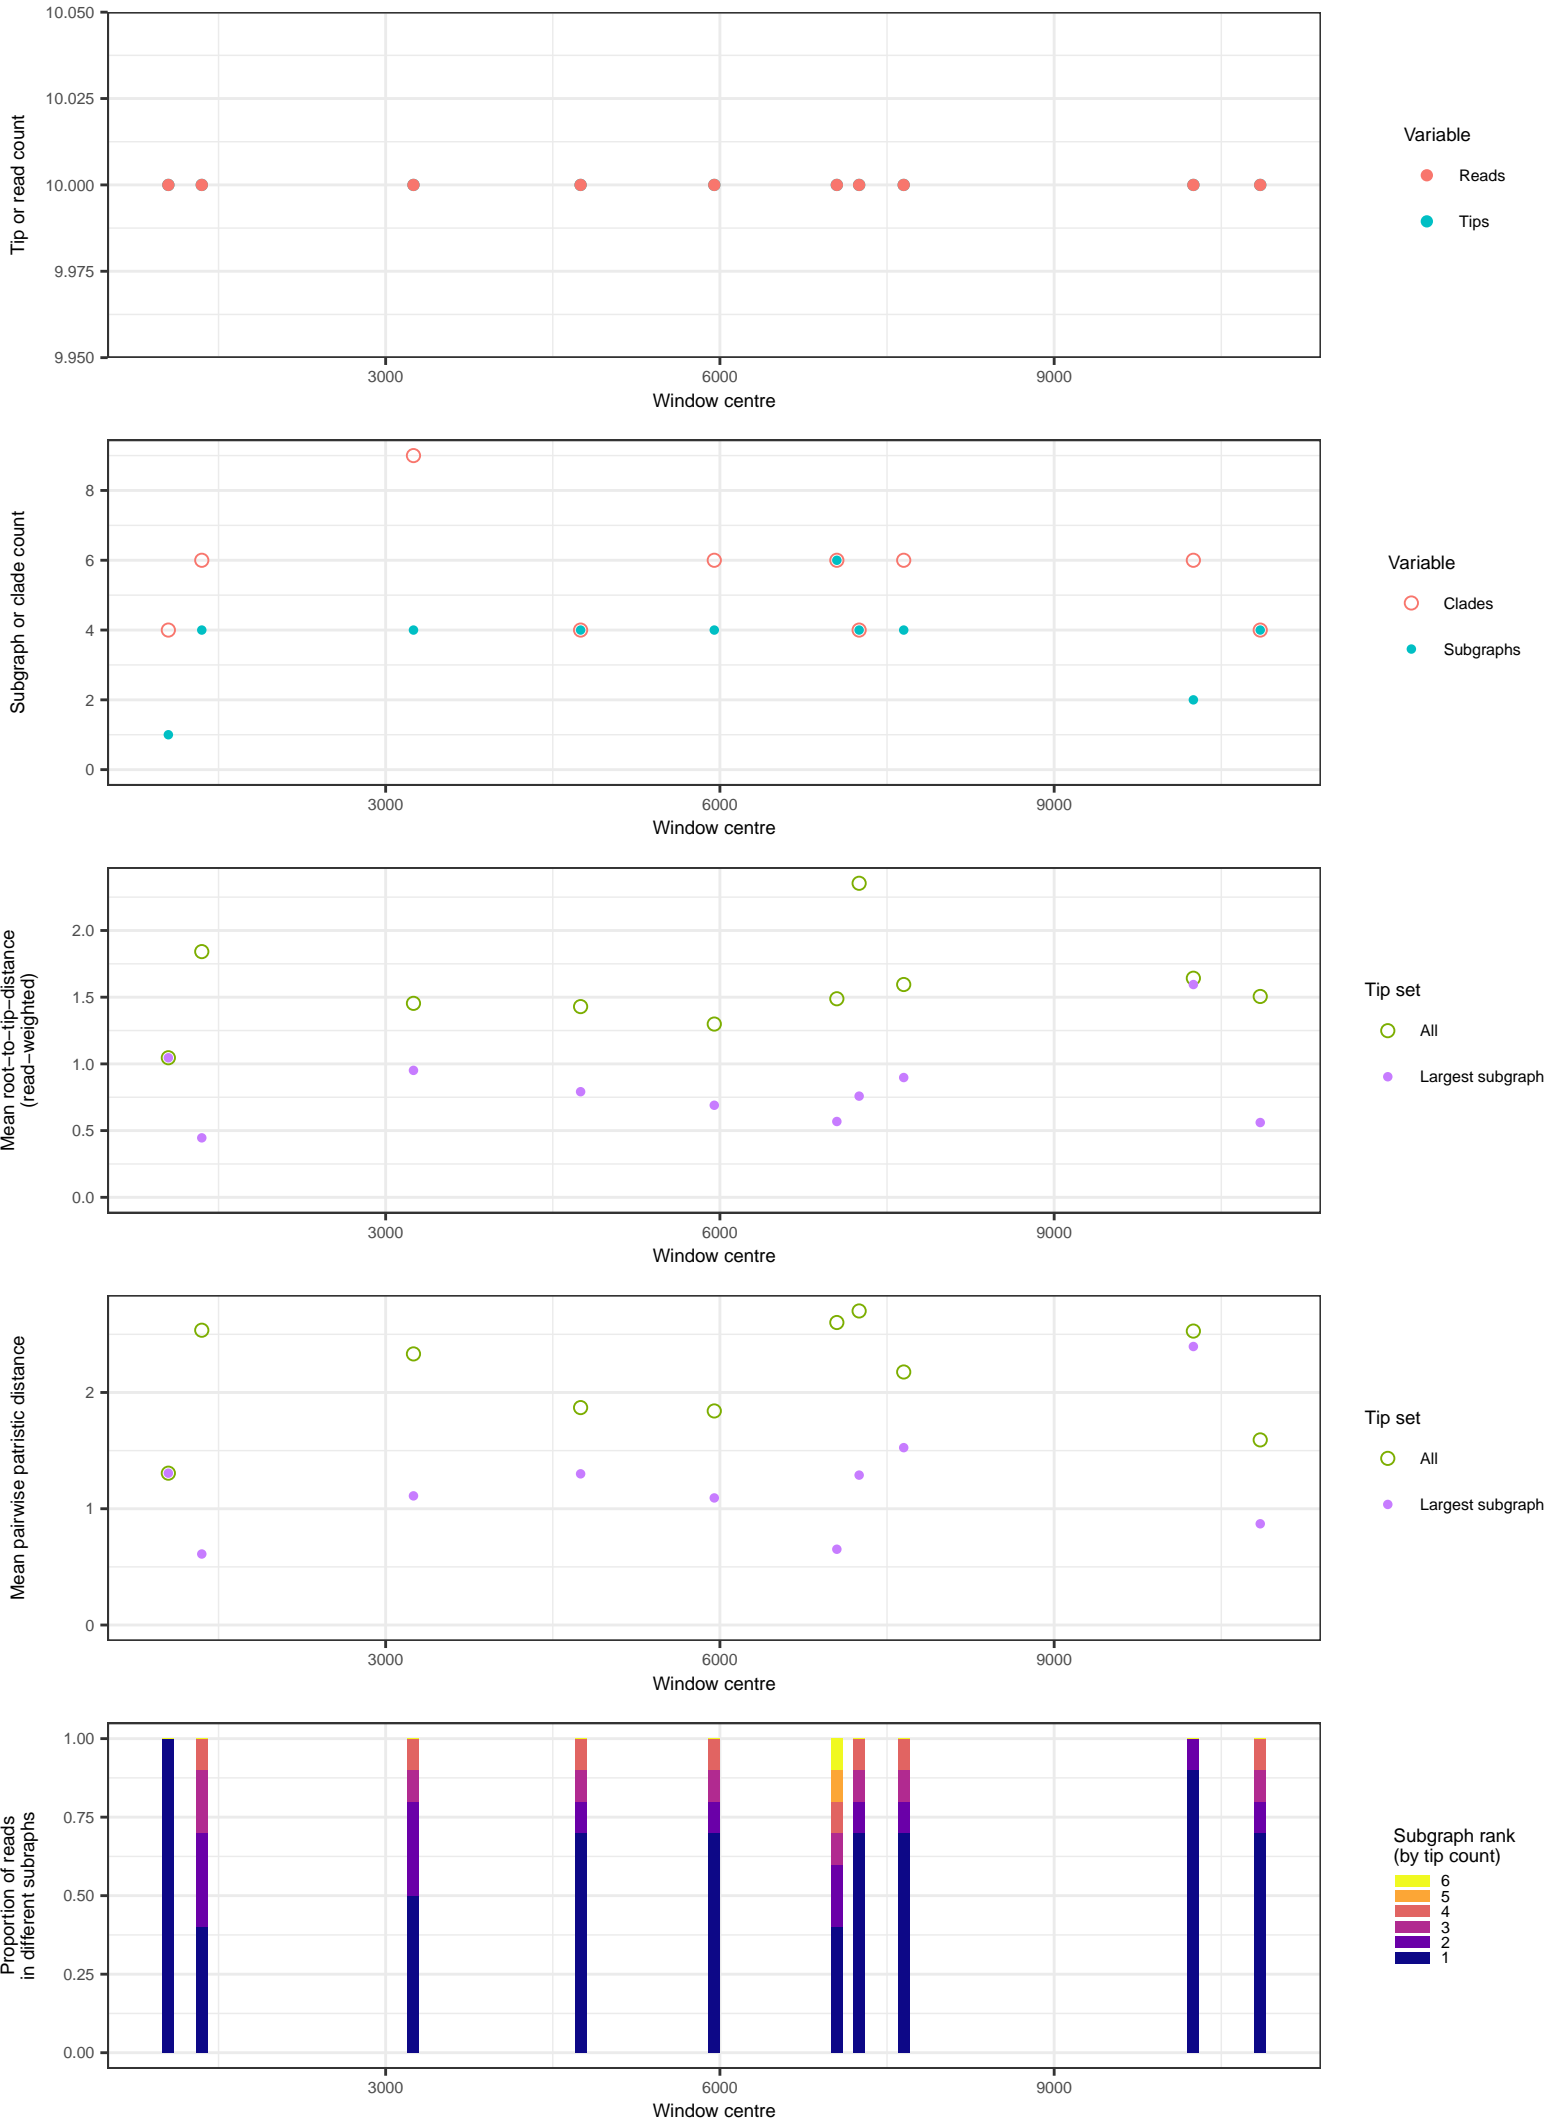 10.050
10.025
10.000
9.975
9.950
Tip or read count
3000 6000 9000
Window centre
Variable
Reads
Tips
8
6
4
2
0
Subgraph or clade count
3000 6000 9000
Window centre
Variable
Clades
Subgraphs
2.0
1.5
1.0
0.5
0.0
Mean root−to−tip−distance
(read−weighted)
3000 6000 9000
Window centre
Tip set
All
Largest subgraph
2
1
0
Mean pairwise patristic distance
3000 6000 9000
Window centre
Tip set
All
Largest subgraph
1.00
0.75
0.50
0.25
0.00
Proportion of reads
in different subraphs
3000 6000 9000
Window centre
Subgraph rank
(by tip count)
6
5
4
3
2
1